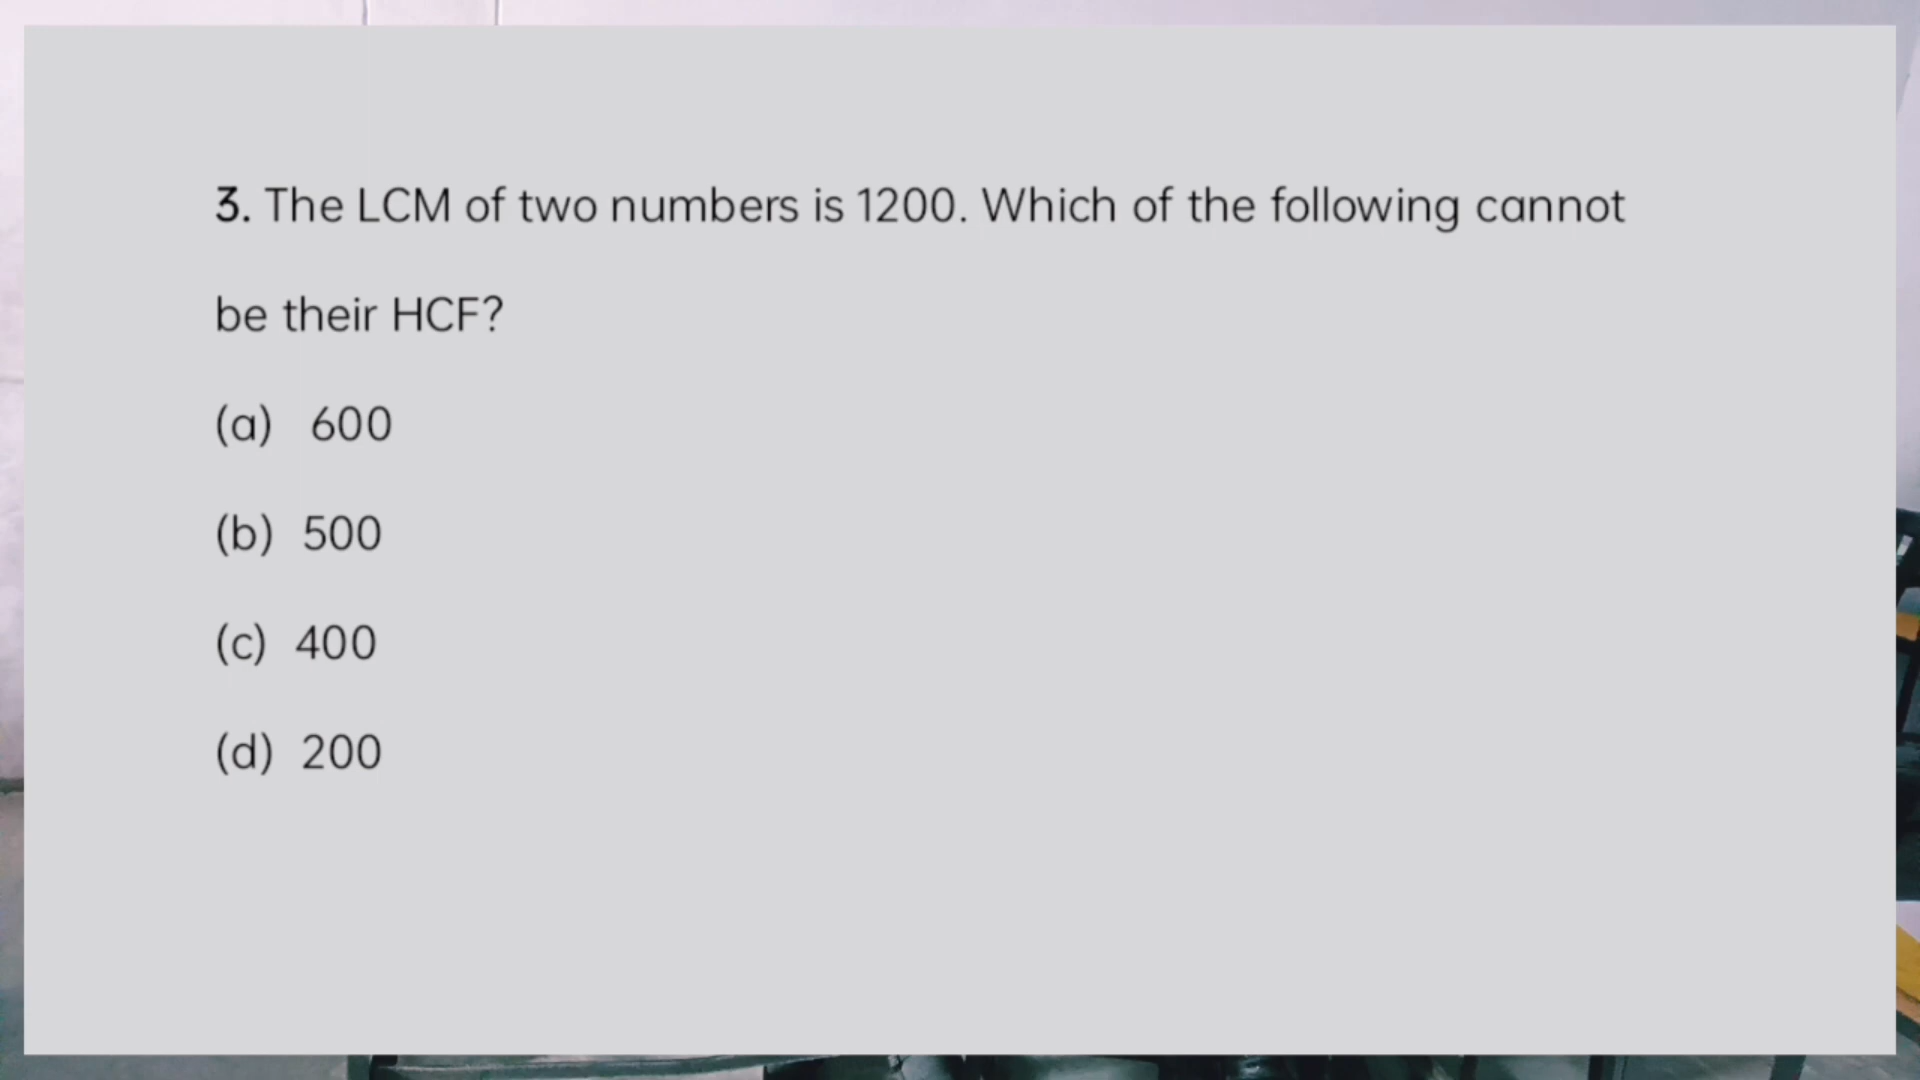 3. The LCM of two numbers is 1200. Which of the following cannot
be their HCF?
(a) 600
(b) 500
(c) 400
(d) 200